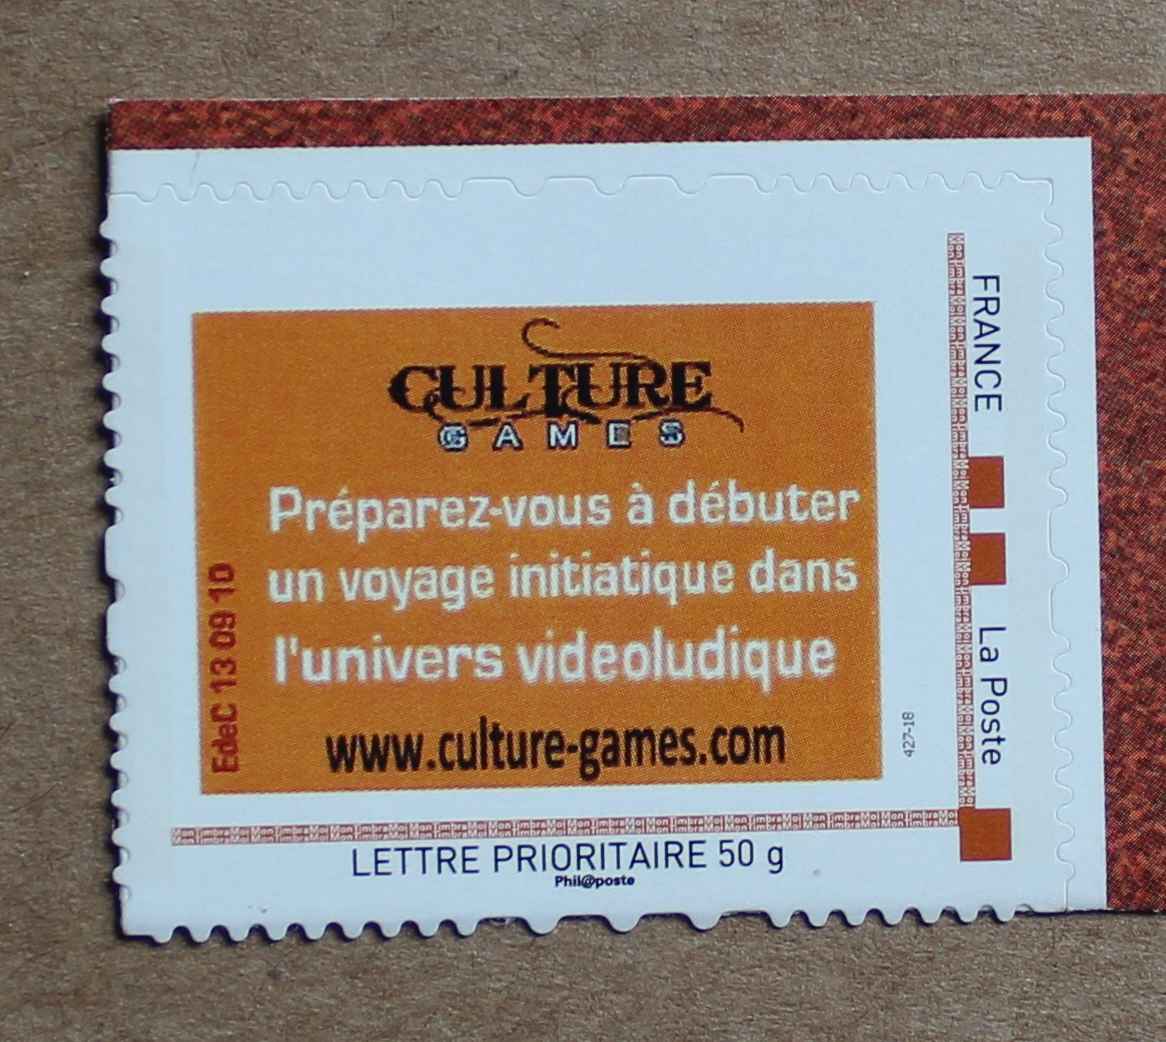 CULTURE
GAMES
Préparez-vous à débuter
un voyage initiatique dans
l'univers videoludique
www.culture-games.com
EdeC 13 09 10
427-18
FRANCE
La Poste
LETTRE PRIORITAIRE 50 g
Phil@poste